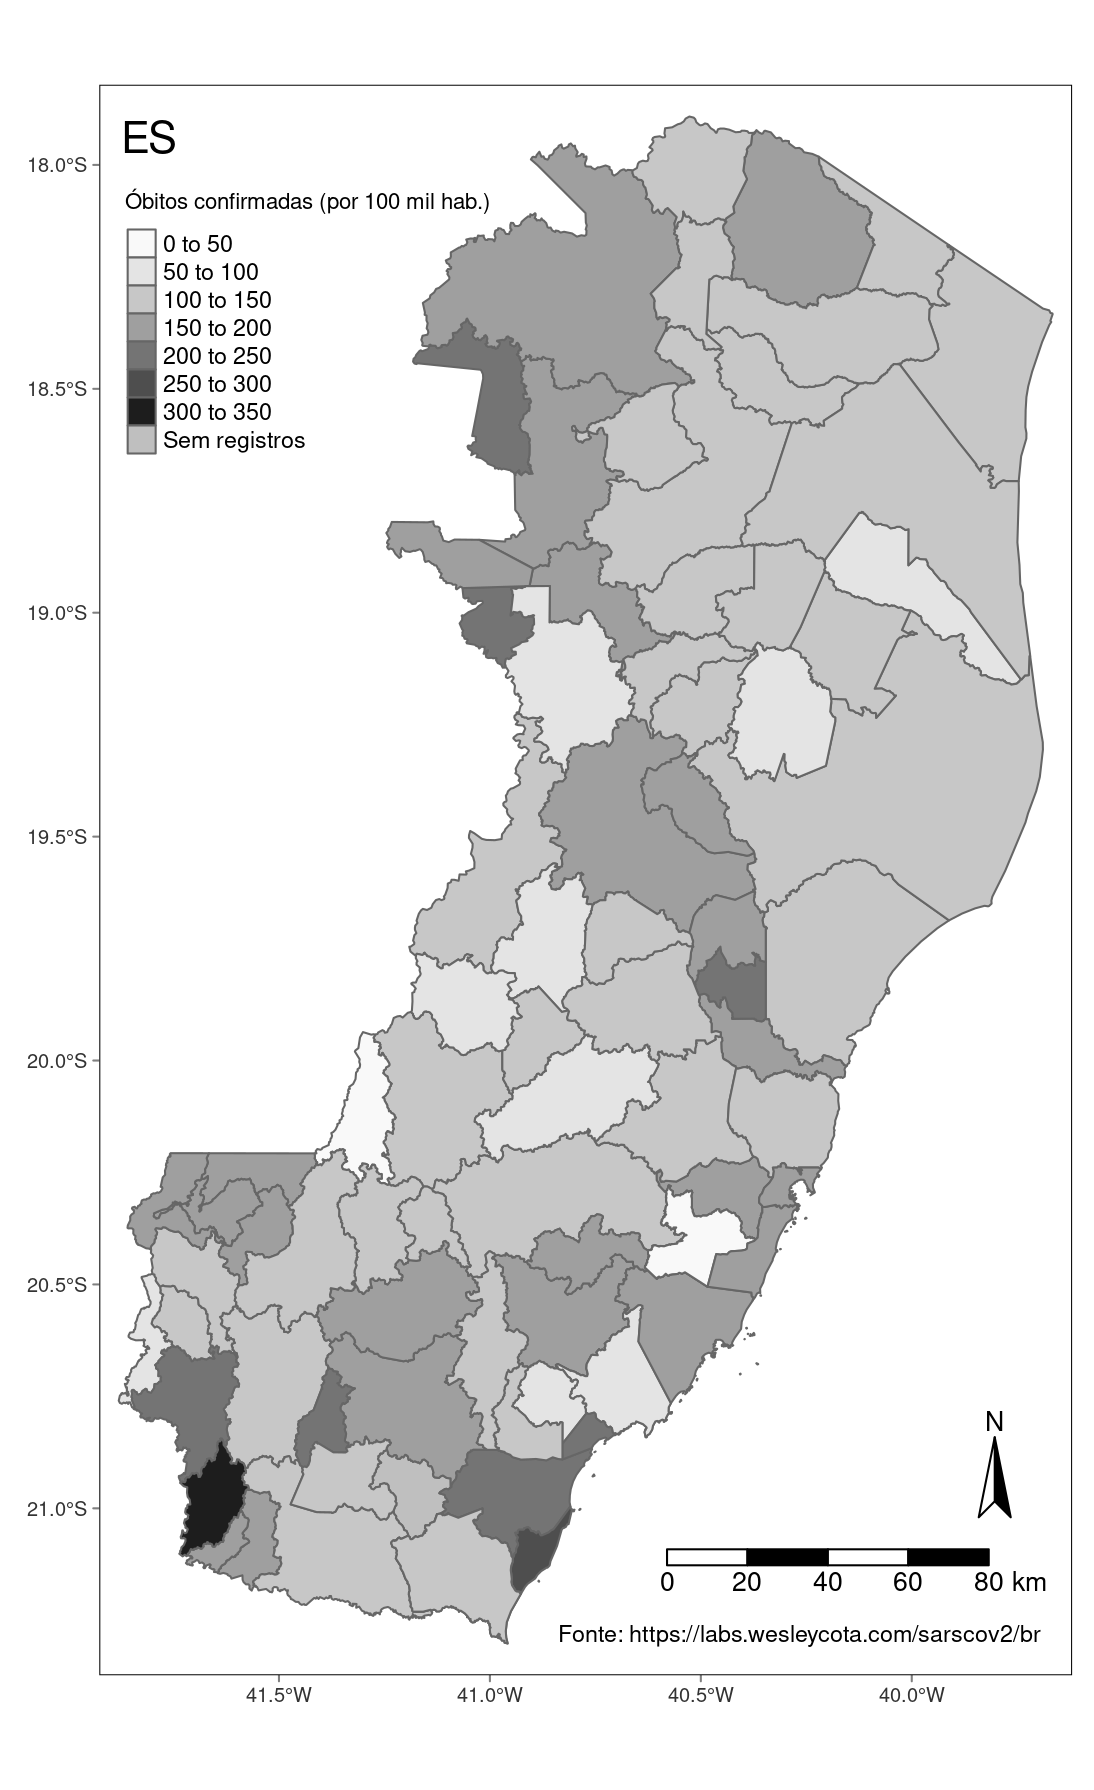 ES
Óbitos confirmadas (por 100 mil hab.)
0 to 50
50 to 100
100 to 150
150 to 200
200 to 250
250 to 300
300 to 350
Sem registros
18.0°S
18.5°S
19.0°S
19.5°S
20.0°S
20.5°S
21.0°S
N
0 20 40 60 80 km
Fonte: https://labs.wesleycota.com/sarscov2/br
41.5°W 41.0°W 40.5°W 40.0°W